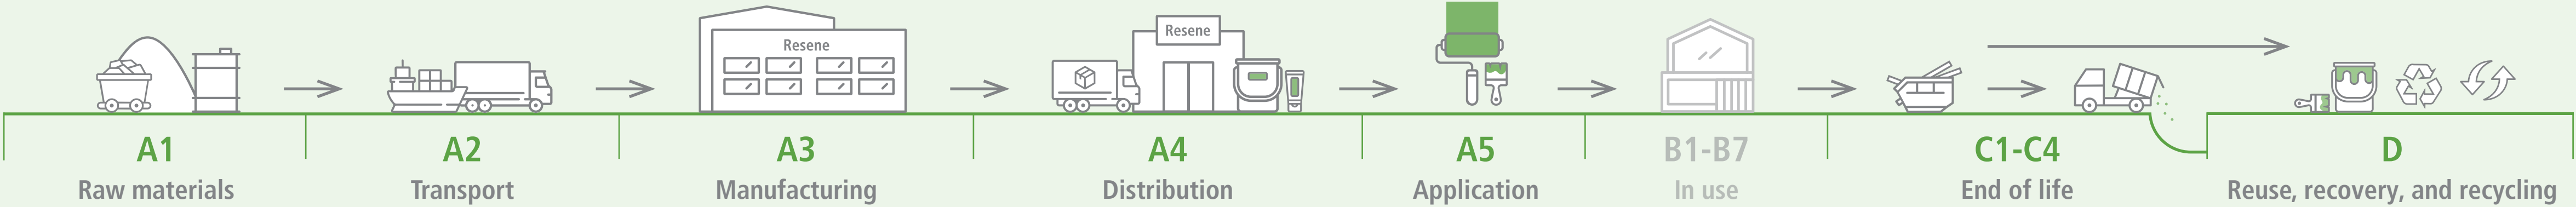 Resene
Resene
A1
A2
A3
A4
A5
B1-B7
C1-C4
D
Raw materials
Transport
Manufacturing
Distribution
Application
In use
End of life
Reuse, recovery, and recycling